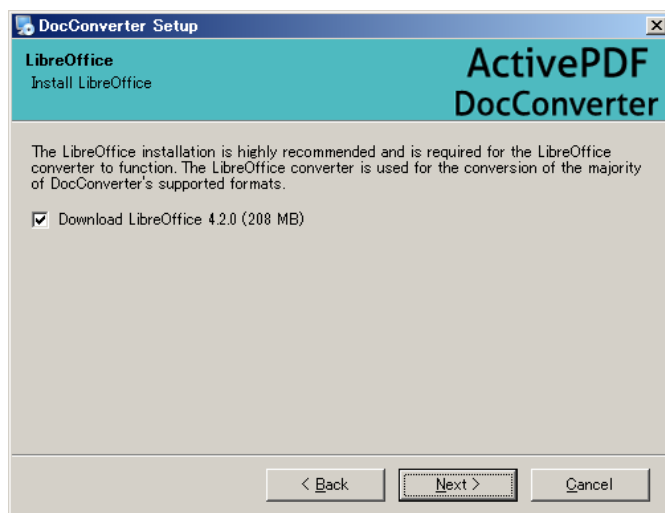 DocConverter Setup
LibreOffice
Install LibreOffice
ActivePDF
DocConverter
The LibreOffice installation is highly recommended and is required for the LibreOffice
converter to function. The LibreOffice converter is used for the conversion of the majority
of DocConverter's supported formats.
Download LibreOffice 4.2.0 (208 MB)
< Back
Next >
Cancel